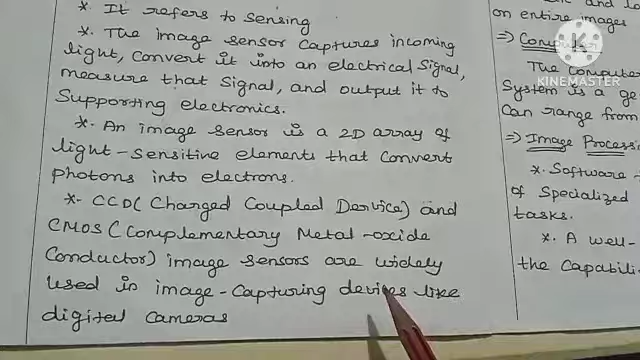 * It refers to sensing
* The image sensor captures incoming
light, convert it into an electrical signal,
measure that signal, and output it to
supporting electronics.
* An image sensor is a 2D array of
light-sensitive elements that convert
photons into electrons.
* CCD (Charged Coupled Dervice) and
CMOS (Complementary Metal-oxide
Conductor) image sensors are widely
used in image-capturing devices like
digital cameras
on entire images
⇒ Comput
The compute
System is a ge
Can range from
⇒ Image Process
* Software
of Specialized
tasks.
* A well-
the Capabili
KINEMASTER